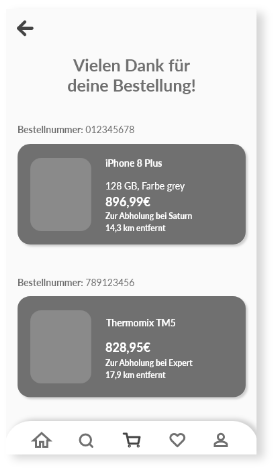 Vielen Dank für
deine Bestellung!
Bestellnummer: 012345678
iPhone 8 Plus
128 GB, Farbe grey
896,99€
Zur Abholung bei Saturn
14,3 km entfernt
Bestellnummer: 789123456
Thermomix TM5
828,95€
Zur Abholung bei Expert
17,9 km entfernt